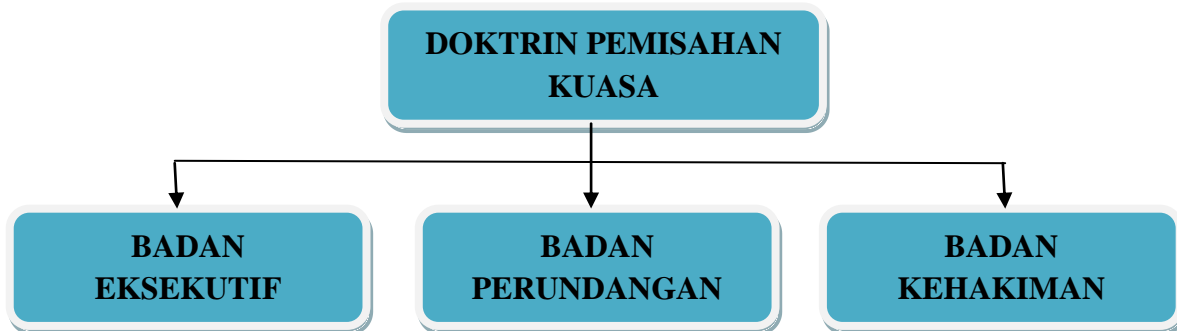 DOKTRIN PEMISAHAN
KUASA
BADAN
EKSEKUTIF
BADAN
PERUNDANGAN
BADAN
KEHAKIMAN